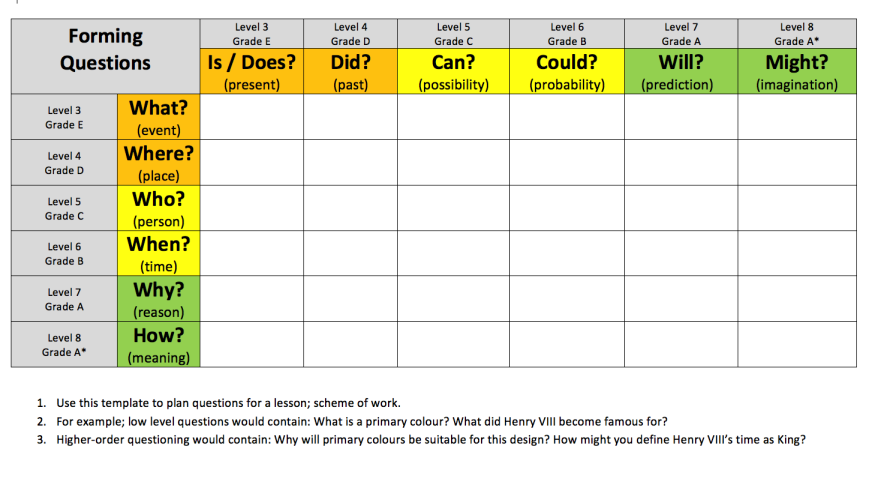 Forming
Questions
Level 3
Grade E
Level 4
Grade D
Level 5
Grade C
Level 6
Grade B
Level 7
Grade A
Level 8
Grade A*
Is / Does?
(present)
Did?
(past)
Can?
(possibility)
Could?
(probability)
Will?
(prediction)
Might?
(imagination)
Level 3
Grade E
What?
(event)
Level 4
Grade D
Where?
(place)
Level 5
Grade C
Who?
(person)
Level 6
Grade B
When?
(time)
Level 7
Grade A
Why?
(reason)
Level 8
Grade A*
How?
(meaning)
1. Use this template to plan questions for a lesson; scheme of work.
2. For example; low level questions would contain: What is a primary colour? What did Henry VIII become famous for?
3. Higher-order questioning would contain: Why will primary colours be suitable for this design? How might you define Henry VIII's time as King?